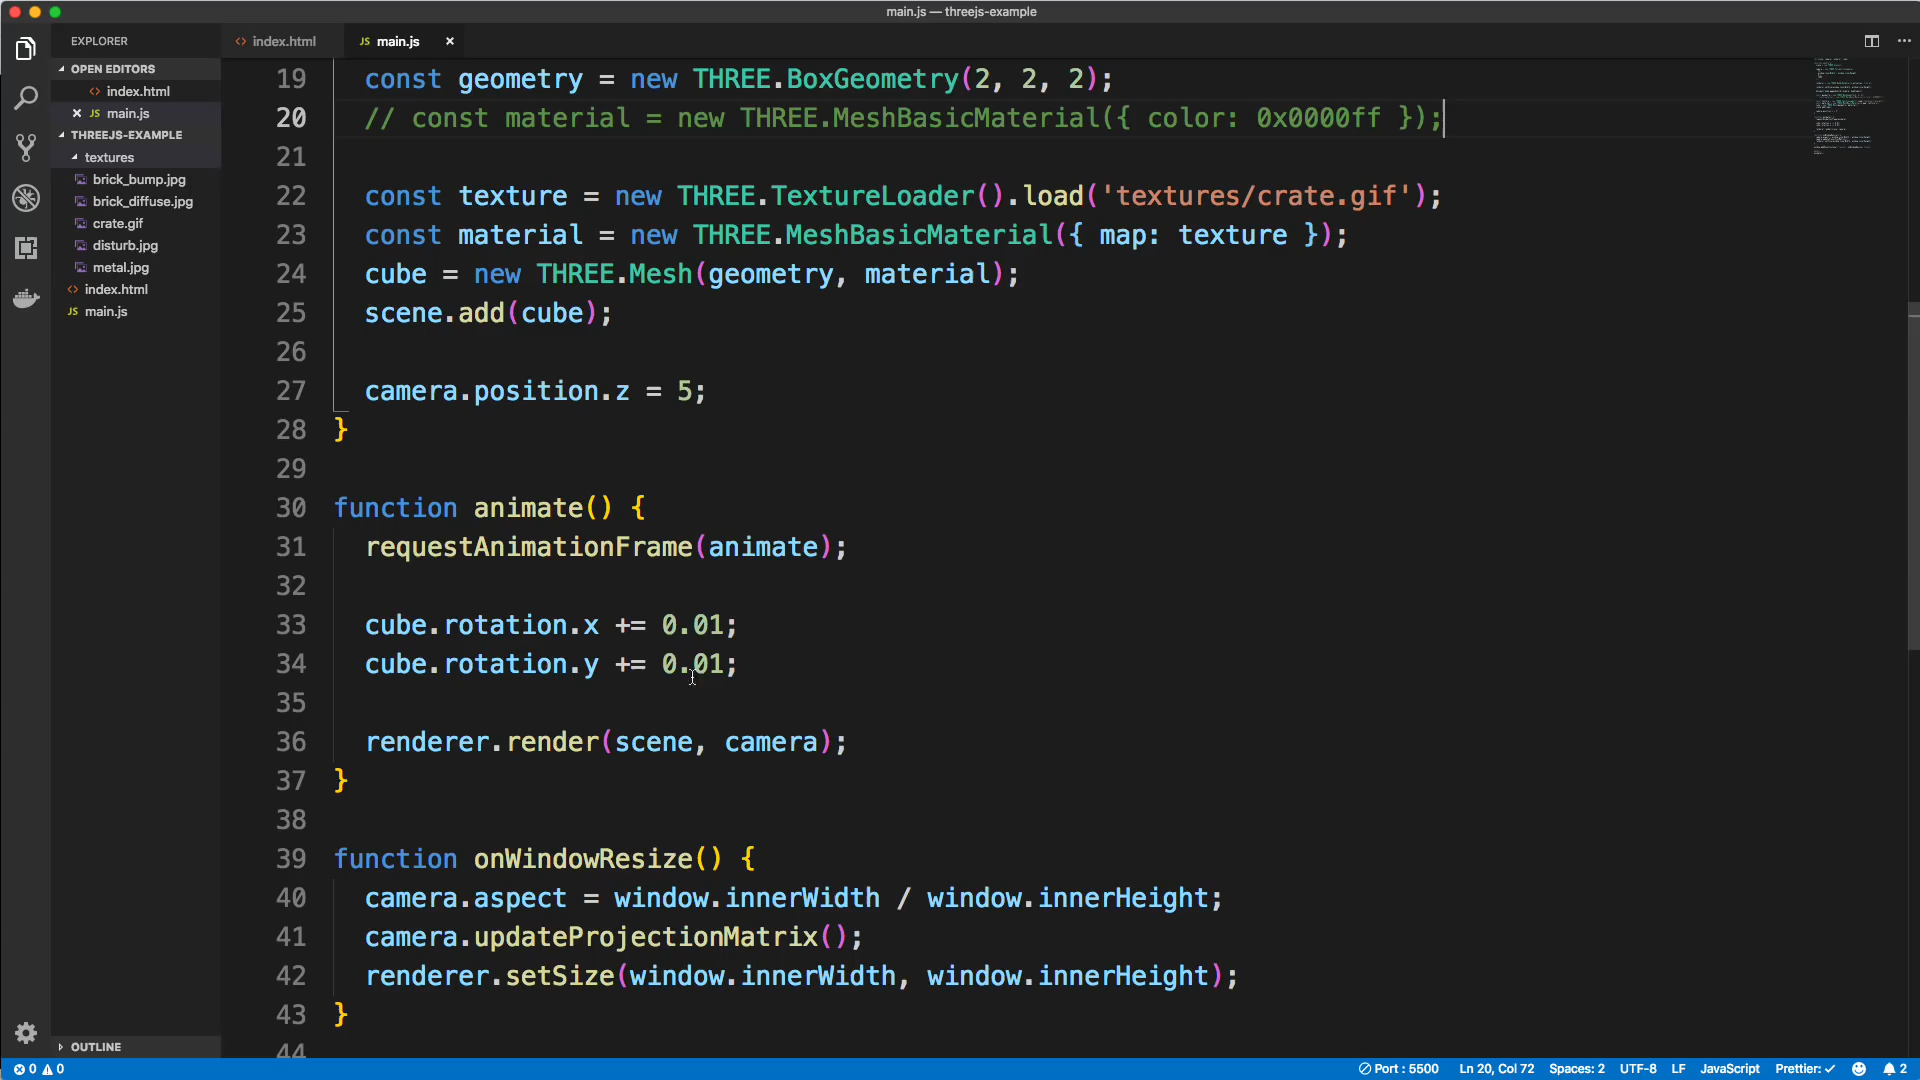 main.js — threejs-example
EXPLORER
OPEN EDITORS
index.html
JS main.js
THREEJS-EXAMPLE
textures
brick_bump.jpg
brick_diffuse.jpg
crate.gif
disturb.jpg
metal.jpg
index.html
JS main.js
OUTLINE
index.html
JS main.js
19 const geometry = new THREE.BoxGeometry(2, 2, 2);
20 // const material = new THREE.MeshBasicMaterial({ color: 0x0000ff });
21
22 const texture = new THREE.TextureLoader().load('textures/crate.gif');
23 const material = new THREE.MeshBasicMaterial({ map: texture });
24 cube = new THREE.Mesh(geometry, material);
25 scene.add(cube);
26
27 camera.position.z = 5;
28 }
29
30 function animate() {
31 requestAnimationFrame(animate);
32
33 cube.rotation.x += 0.01;
34 cube.rotation.y += 0.01;
35
36 renderer.render(scene, camera);
37 }
38
39 function onWindowResize() {
40 camera.aspect = window.innerWidth / window.innerHeight;
41 camera.updateProjectionMatrix();
42 renderer.setSize(window.innerWidth, window.innerHeight);
43 }
44
0 0 Port : 5500 Ln 20, Col 72 Spaces: 2 UTF-8 LF JavaScript Prettier: ✓ 2